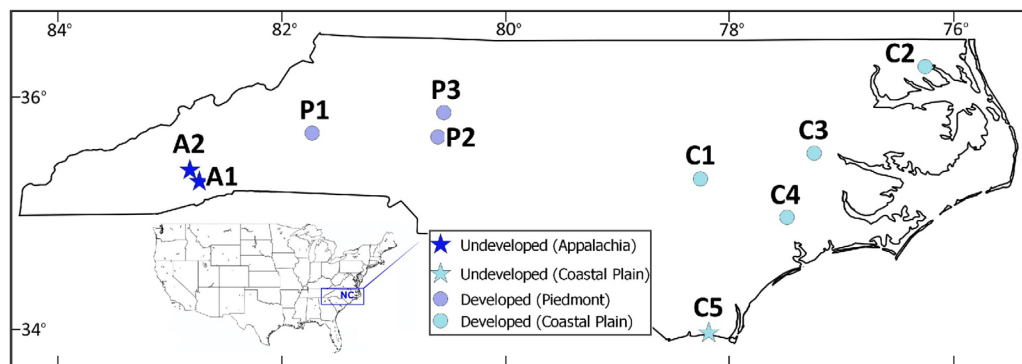 84° 82° 80° 78° 76°
36°
34°
C2
P3
P1
P2
C3
A2
A1
C1
C4
C5
NC
Undeveloped (Appalachia)
Undeveloped (Coastal Plain)
Developed (Piedmont)
Developed (Coastal Plain)